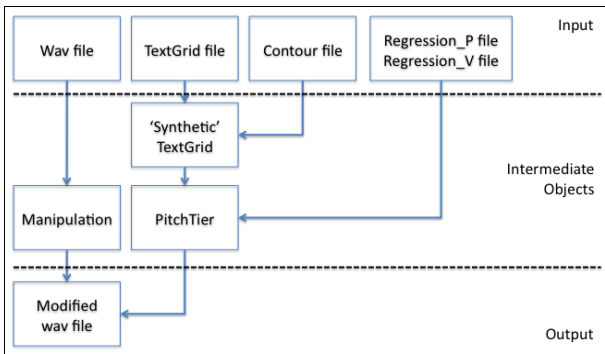 Input
Wav file
TextGrid file
Contour file
Regression_P file
Regression_V file
‘Synthetic’
TextGrid
Intermediate
Objects
Manipulation
PitchTier
Modified
wav file
Output